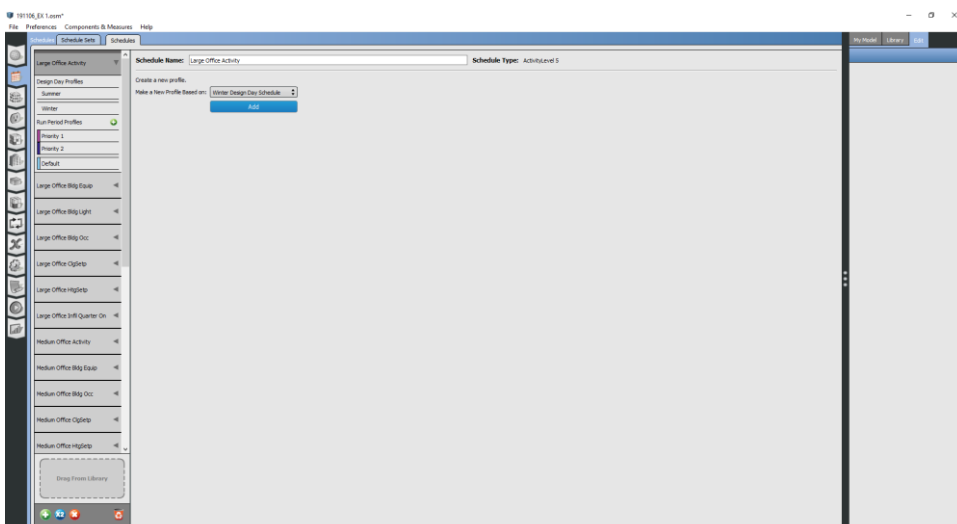 191106_EX 1.osm*
File Preferences Components & Measures Help
Schedules Schedule Sets Schedules
My Model Library Edit
Large Office Activity
Schedule Name: Large Office Activity Schedule Type: ActivityLevel 5
Design Day Profiles
Summer
Winter
Run Period Profiles
Priority 1
Priority 2
Default
Create a new profile.
Make a New Profile Based on: Winter Design Day Schedule
Add
Large Office Bldg Equip
Large Office Bldg Light
Large Office Bldg Occ
Large Office ClgSetp
Large Office HtgSetp
Large Office Infil Quarter On
Medium Office Activity
Medium Office Bldg Equip
Medium Office Bldg Occ
Medium Office ClgSetp
Medium Office HtgSetp
Drag From Library
X2